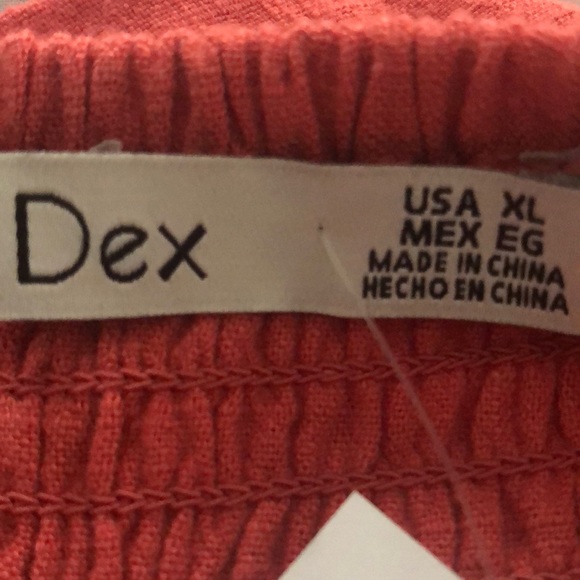 Dex
USA XL
MEX EG
MADE IN CHINA
HECHO EN CHINA